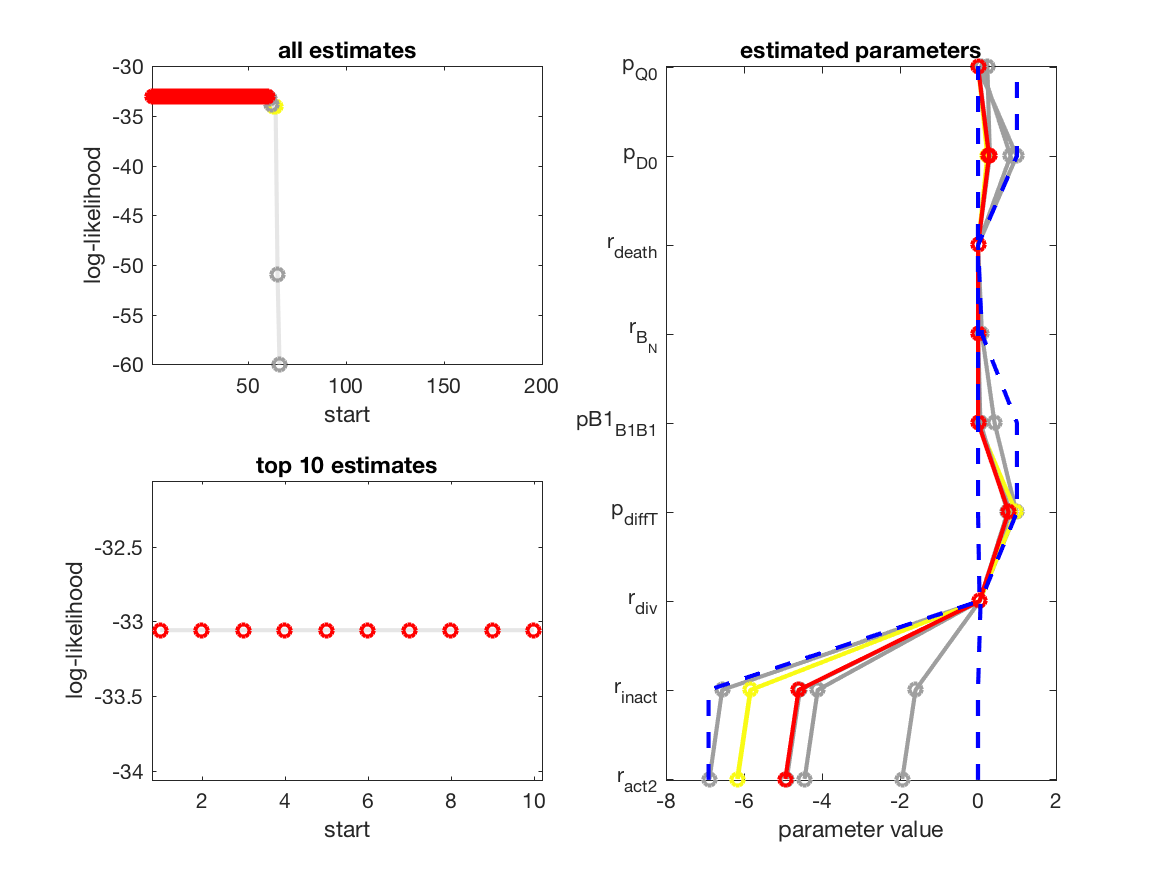 all estimates
-30
-35
-40
-45
-50
-55
-60
log-likelihood
50 100 150 200
start
top 10 estimates
-32.5
-33
-33.5
-34
log-likelihood
2 4 6 8 10
start
estimated parameters
pQ0
pD0
rdeath
rBN
pB1B1B1
pdiffT
rdiv
rinact
ract2
-8 -6 -4 -2 0 2
parameter value